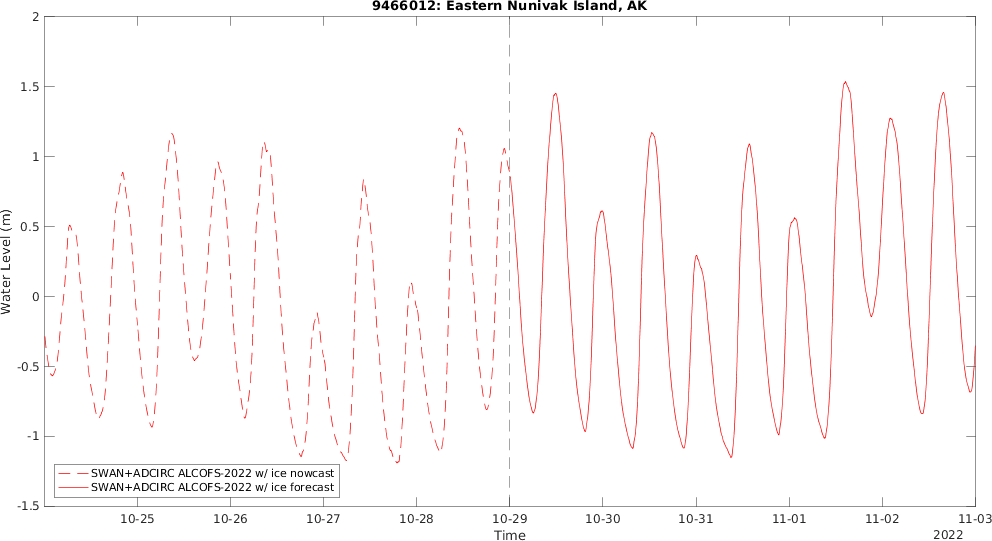 9466012: Eastern Nunivak Island, AK
2
1.5
1
0.5
0
-0.5
-1
-1.5
Water Level (m)
SWAN+ADCIRC ALCOFS-2022 w/ ice nowcast
SWAN+ADCIRC ALCOFS-2022 w/ ice forecast
10-25 10-26 10-27 10-28 10-29 10-30 10-31 11-01 11-02 11-03
Time
2022